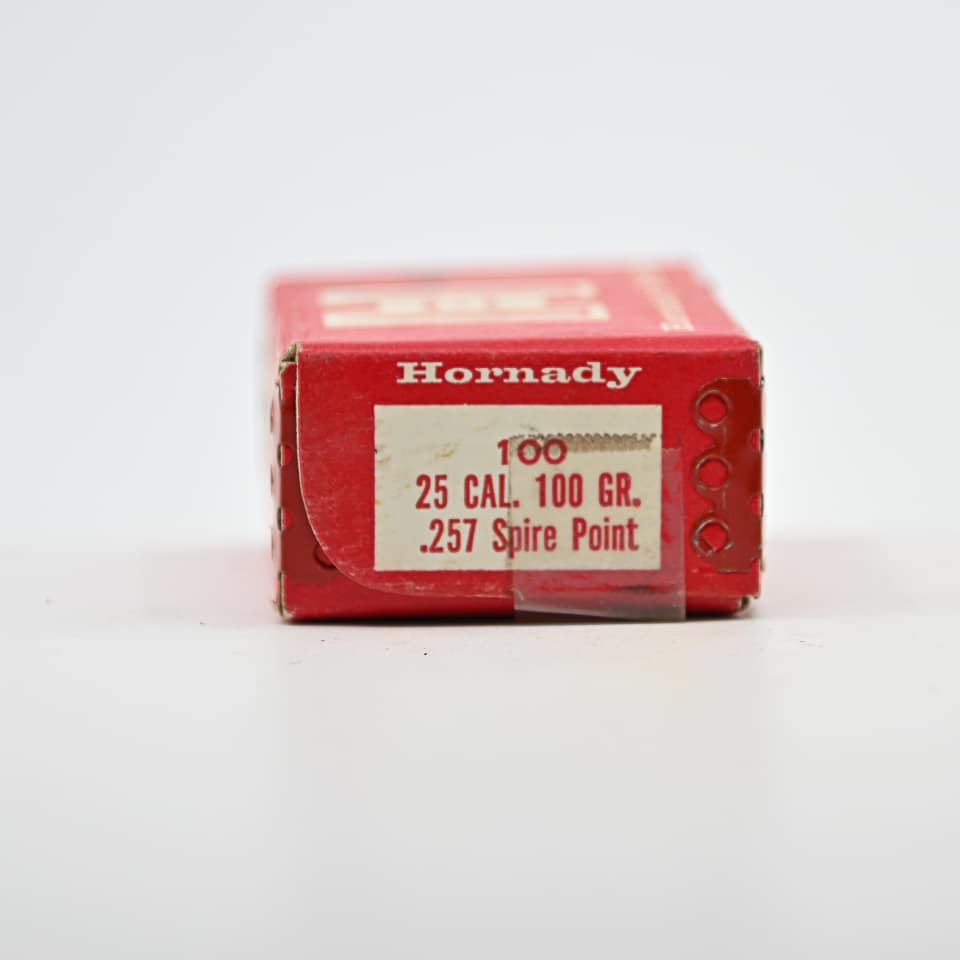 Hornady
100
25 CAL. 100 GR.
.257 Spire Point